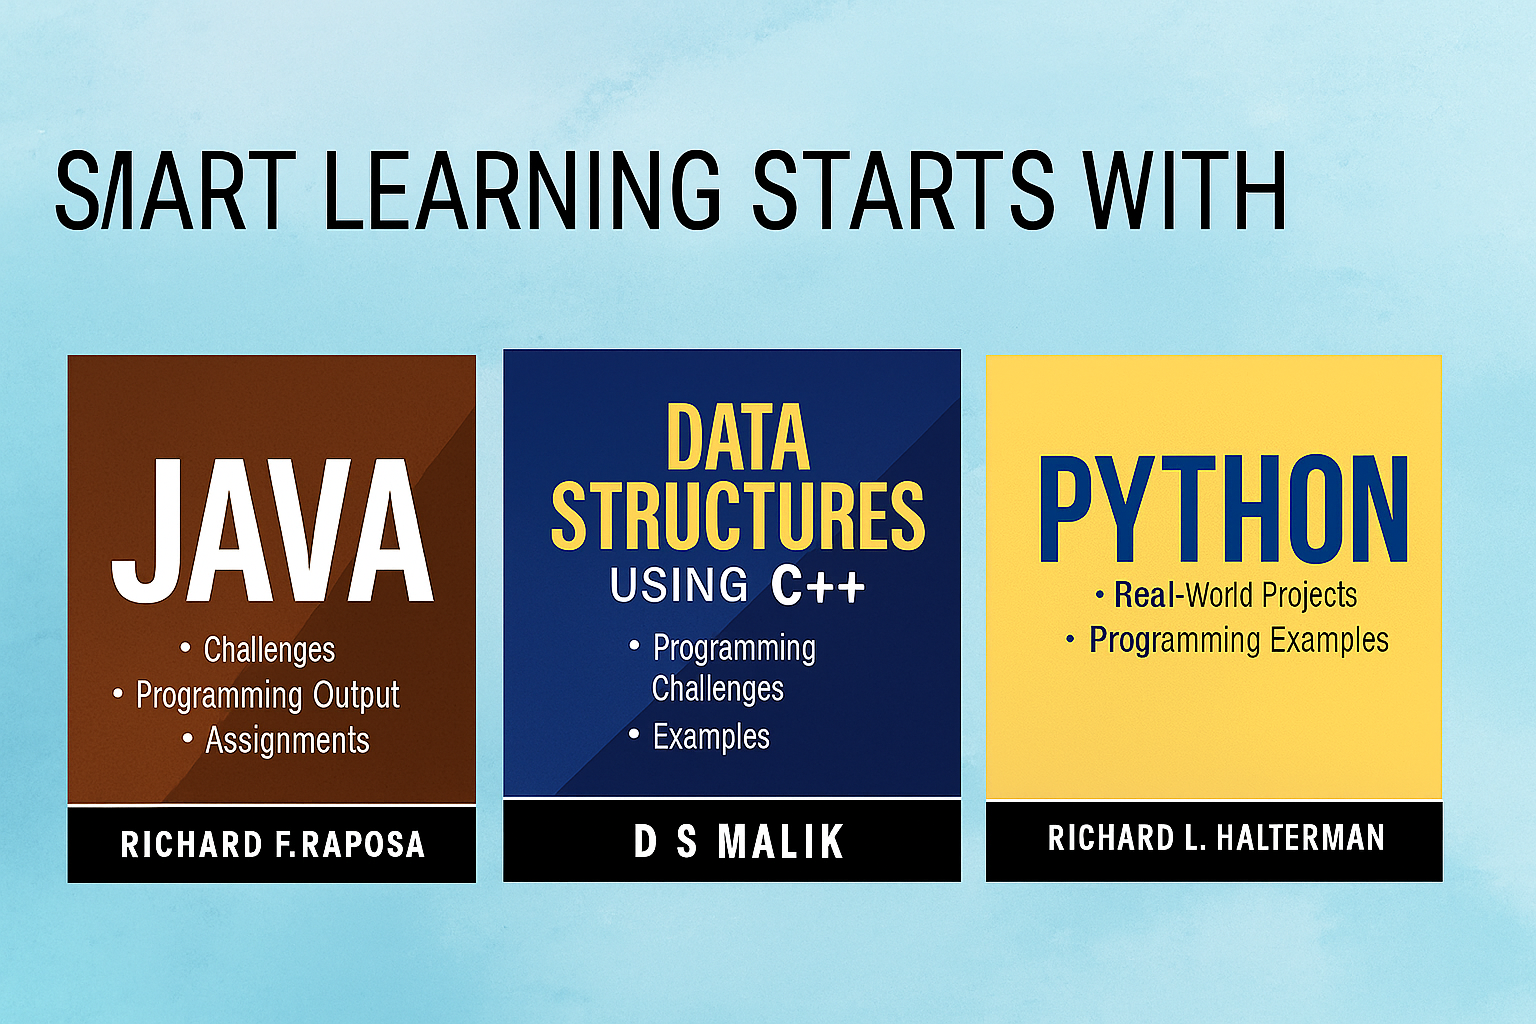 SMART LEARNING STARTS WITH
JAVA
• Challenges
• Programming Output
• Assignments
RICHARD F.RAPOSA
DATA
STRUCTURES
USING C++
• Programming
Challenges
• Examples
D S MALIK
PYTHON
• Real-World Projects
• Programming Examples
RICHARD L. HALTERMAN